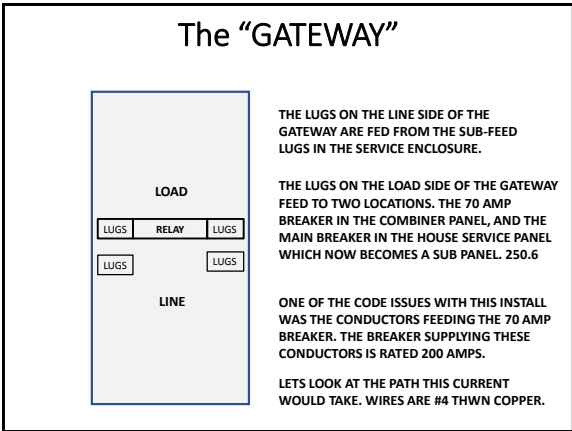 The “GATEWAY”
LOAD
LUGS RELAY LUGS
LUGS LUGS
LINE
THE LUGS ON THE LINE SIDE OF THE
GATEWAY ARE FED FROM THE SUB-FEED
LUGS IN THE SERVICE ENCLOSURE.
THE LUGS ON THE LOAD SIDE OF THE GATEWAY
FEED TO TWO LOCATIONS. THE 70 AMP
BREAKER IN THE COMBINER PANEL, AND THE
MAIN BREAKER IN THE HOUSE SERVICE PANEL
WHICH NOW BECOMES A SUB PANEL. 250.6
ONE OF THE CODE ISSUES WITH THIS INSTALL
WAS THE CONDUCTORS FEEDING THE 70 AMP
BREAKER. THE BREAKER SUPPLYING THESE
CONDUCTORS IS RATED 200 AMPS.
LETS LOOK AT THE PATH THIS CURRENT
WOULD TAKE. WIRES ARE #4 THWN COPPER.